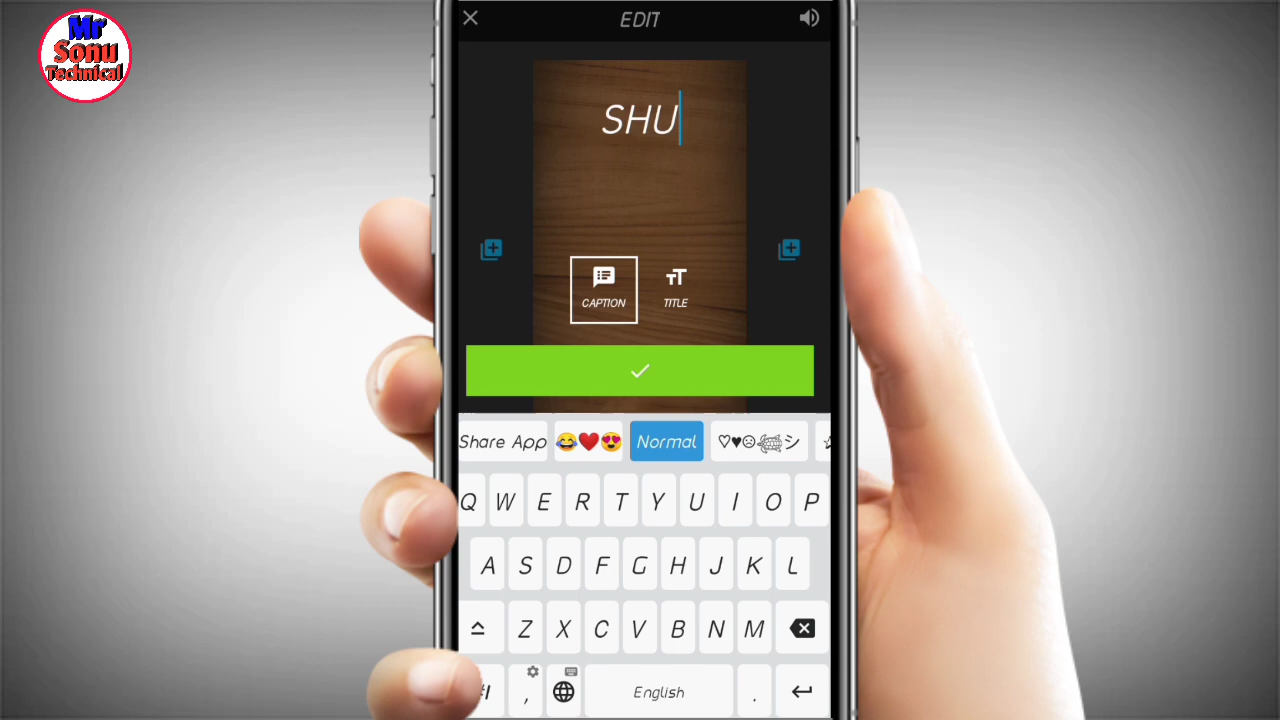 Mr
Sonu
Technical
EDIT
SHU
CAPTION
TITLE
Share App
Normal
Q W E R T Y U I O P
A S D F G H J K L
Z X C V B N M
, English .